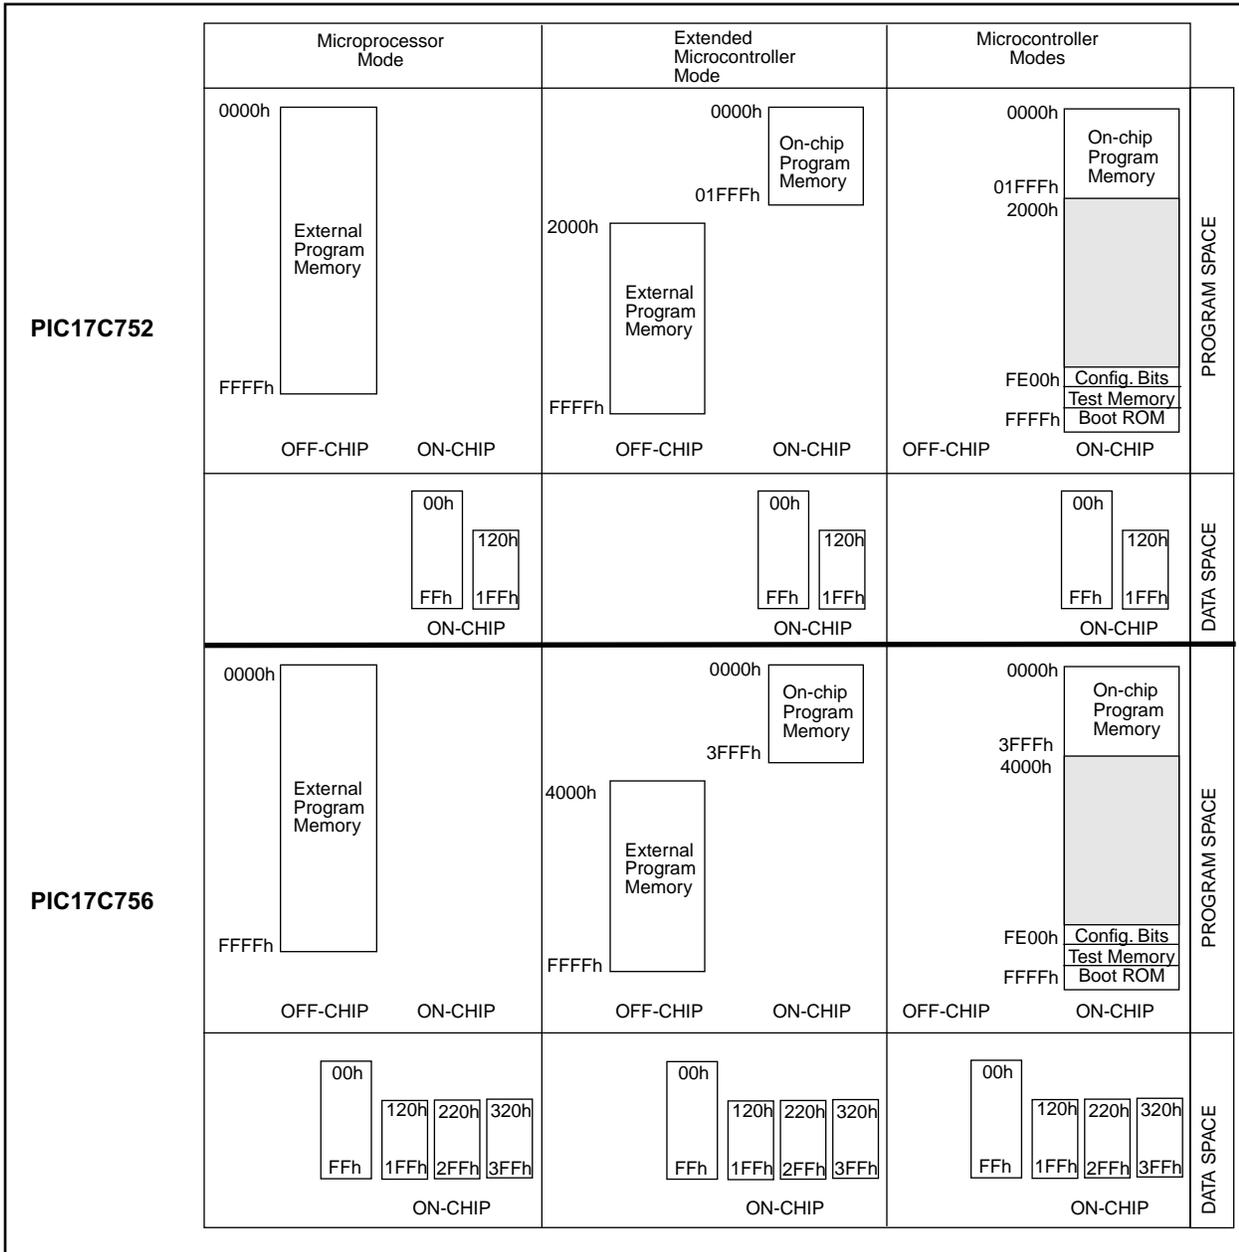 Microprocessor
Mode
Extended
Microcontroller
Mode
Microcontroller
Modes
PIC17C752
0000h
External
Program
Memory
FFFFh
OFF-CHIP
ON-CHIP
0000h
On-chip
Program
Memory
01FFFh
2000h
External
Program
Memory
FFFFh
OFF-CHIP
ON-CHIP
0000h
On-chip
Program
Memory
01FFFh
2000h
FE00h
Config. Bits
Test Memory
FFFFh
Boot ROM
OFF-CHIP
ON-CHIP
PROGRAM SPACE
00h
120h
FFh
1FFh
ON-CHIP
00h
120h
FFh
1FFh
ON-CHIP
00h
120h
FFh
1FFh
ON-CHIP
DATA SPACE
PIC17C756
0000h
External
Program
Memory
FFFFh
OFF-CHIP
ON-CHIP
0000h
On-chip
Program
Memory
3FFFh
4000h
External
Program
Memory
FFFFh
OFF-CHIP
ON-CHIP
0000h
On-chip
Program
Memory
3FFFh
4000h
FE00h
Config. Bits
Test Memory
FFFFh
Boot ROM
OFF-CHIP
ON-CHIP
PROGRAM SPACE
00h
120h
220h
320h
FFh
1FFh
2FFh
3FFh
ON-CHIP
00h
120h
220h
320h
FFh
1FFh
2FFh
3FFh
ON-CHIP
00h
120h
220h
320h
FFh
1FFh
2FFh
3FFh
ON-CHIP
DATA SPACE